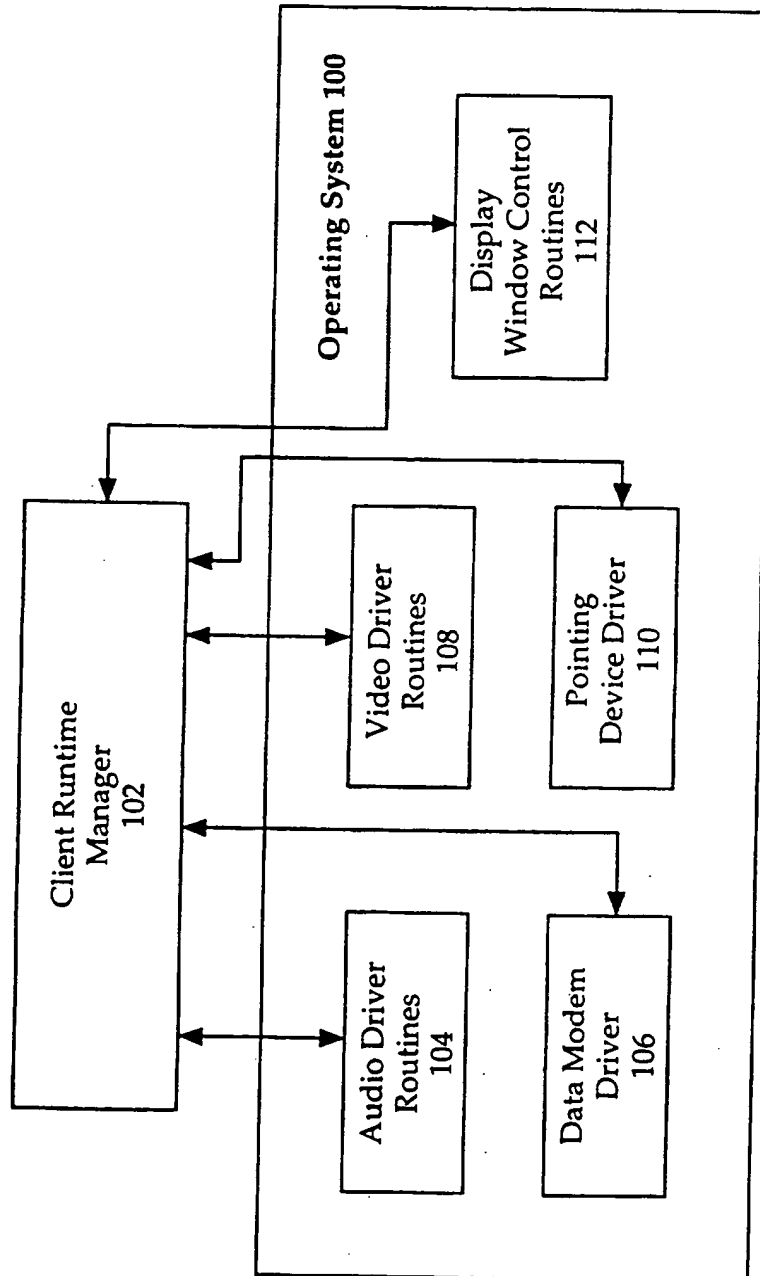 Client Runtime
Manager
102
Operating System 100
Audio Driver
Routines
104
Video Driver
Routines
108
Display
Window Control
Routines
112
Data Modem
Driver
106
Pointing
Device Driver
110